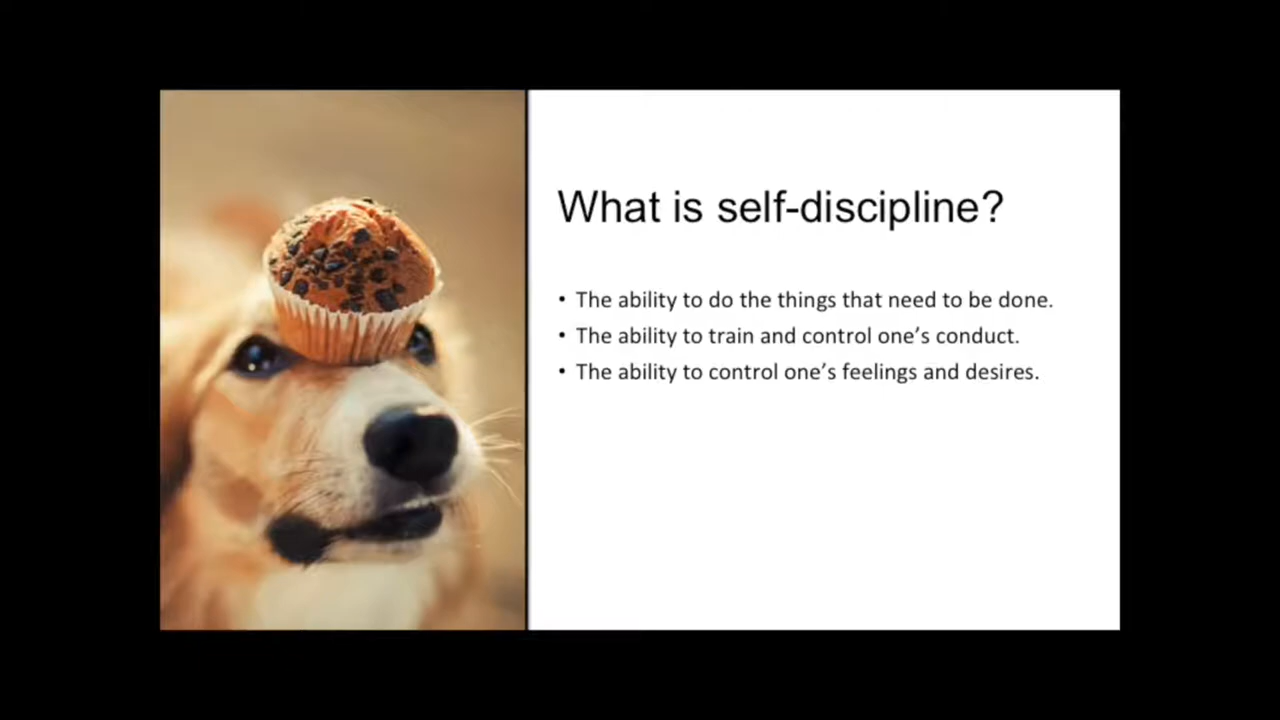 What is self-discipline?
• The ability to do the things that need to be done.
• The ability to train and control one’s conduct.
• The ability to control one’s feelings and desires.